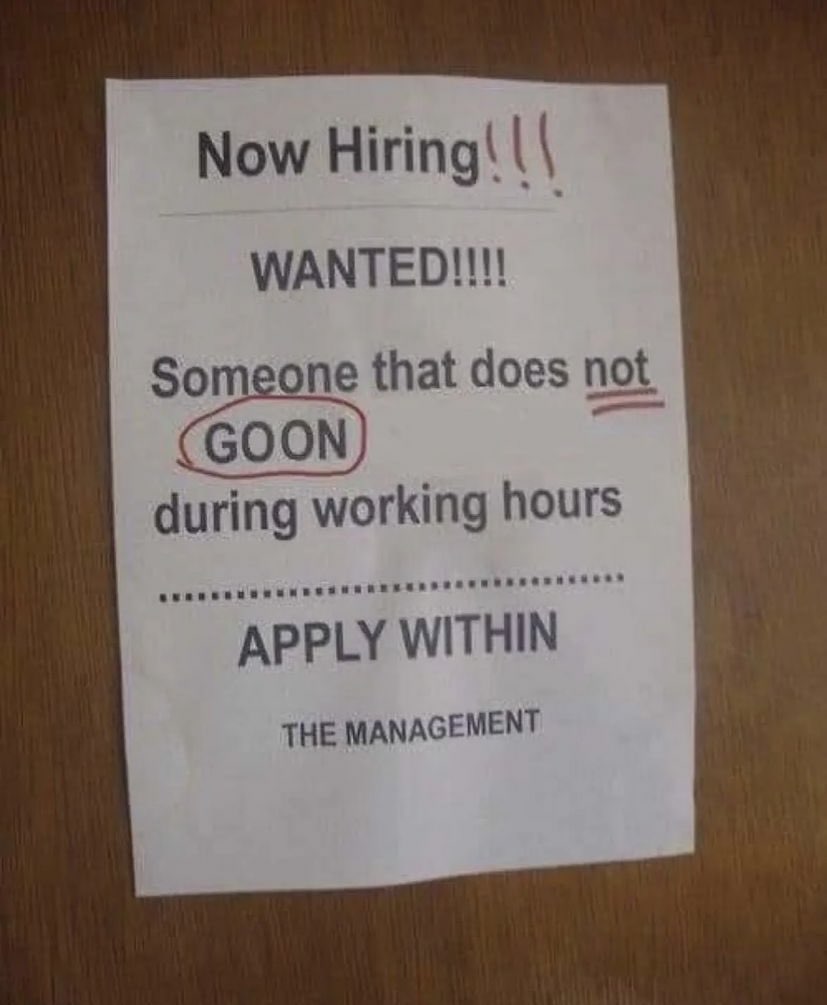 Now Hiring!!!
WANTED!!!!
Someone that does not
GOON
during working hours
................................................
APPLY WITHIN
THE MANAGEMENT